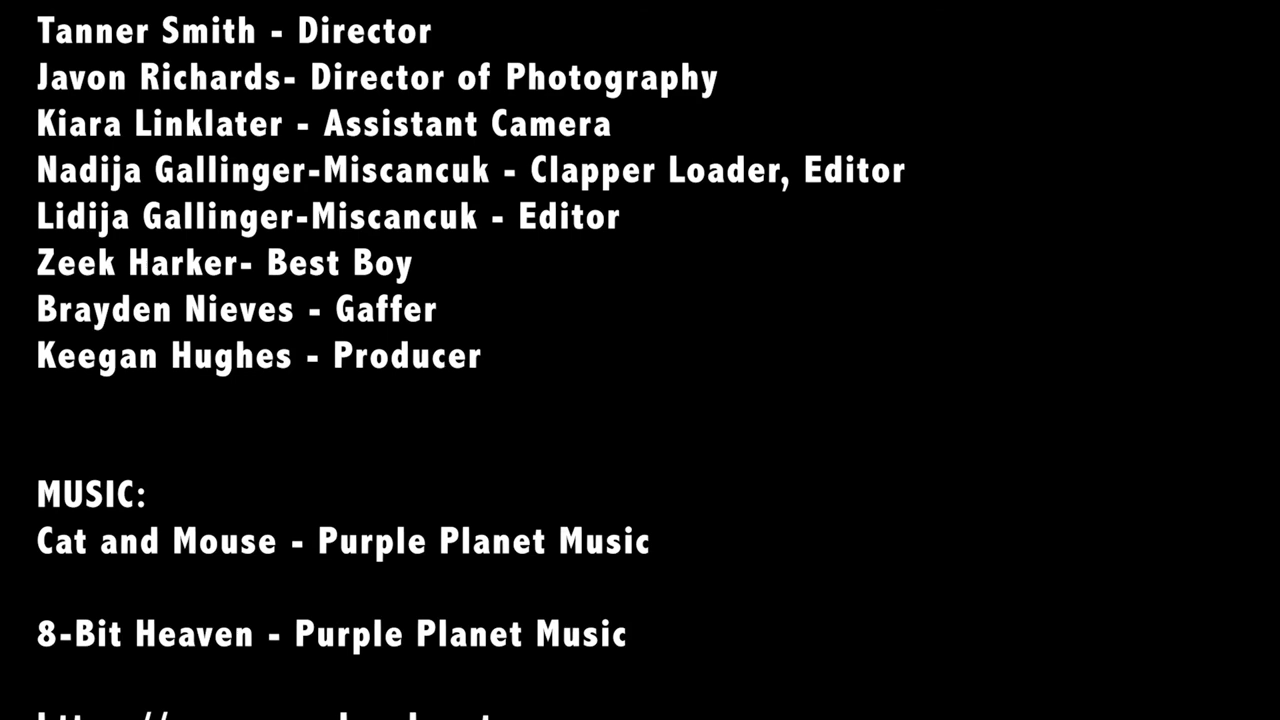 Tanner Smith - Director
Javon Richards- Director of Photography
Kiara Linklater - Assistant Camera
Nadija Gallinger-Miscancuk - Clapper Loader, Editor
Lidija Gallinger-Miscancuk - Editor
Zeek Harker- Best Boy
Brayden Nieves - Gaffer
Keegan Hughes - Producer
MUSIC:
Cat and Mouse - Purple Planet Music
8-Bit Heaven - Purple Planet Music